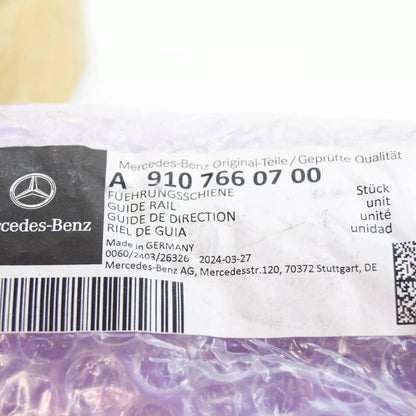 Mercedes-Benz Original-Teile/Geprüfte Qualität
A 910 766 07 00
FUEHRUNGSSCHIENE
GUIDE RAIL
GUIDE DE DIRECTION
RIEL DE GUIA
Stück
unit
unité
unidad
Made in GERMANY
0060/2403/26326 2024-03-27
Mercedes-Benz AG, Mercedesstr.120, 70372 Stuttgart, DE
rcedes-Benz